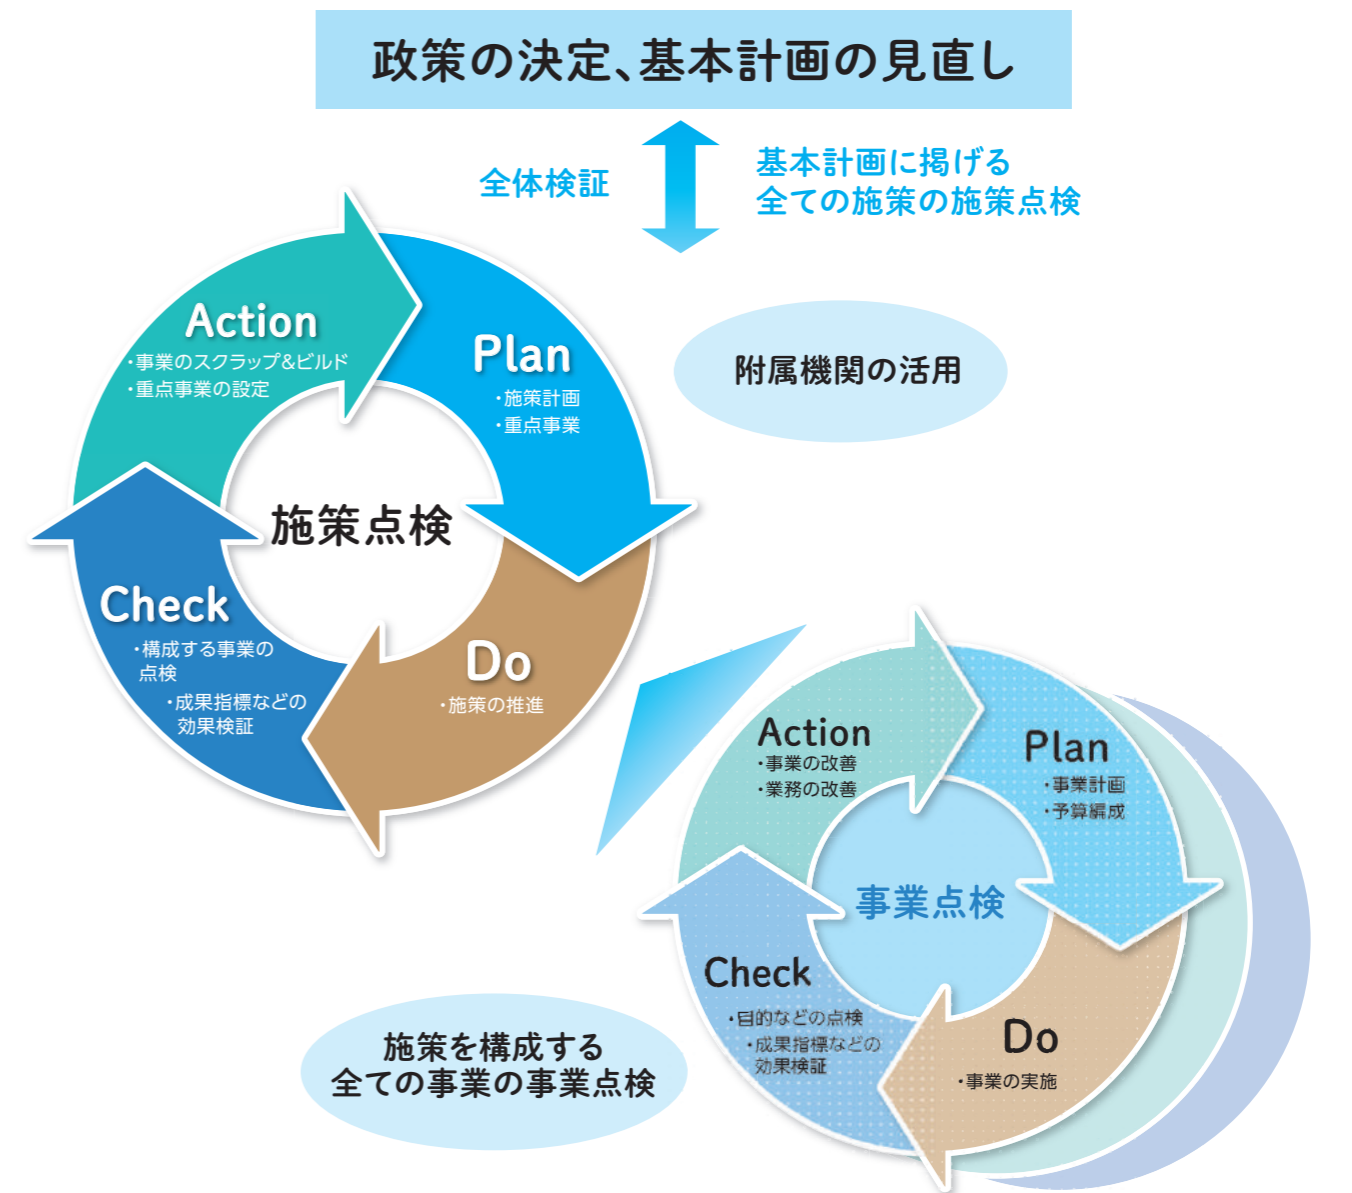 政策の決定、基本計画の見直し
全体検証
基本計画に掲げる
全ての施策の施策点検
Action
・事業のスクラップ&ビルド
・重点事業の設定
Plan
・施策計画
・重点事業
附属機関の活用
施策点検
Check
・構成する事業の
点検
・成果指標などの
効果検証
Do
・施策の推進
Action
・事業の改善
・業務の改善
Plan
・事業計画
・予算編成
事業点検
Check
・目的などの点検
・成果指標などの
効果検証
Do
・事業の実施
施策を構成する
全ての事業の事業点検